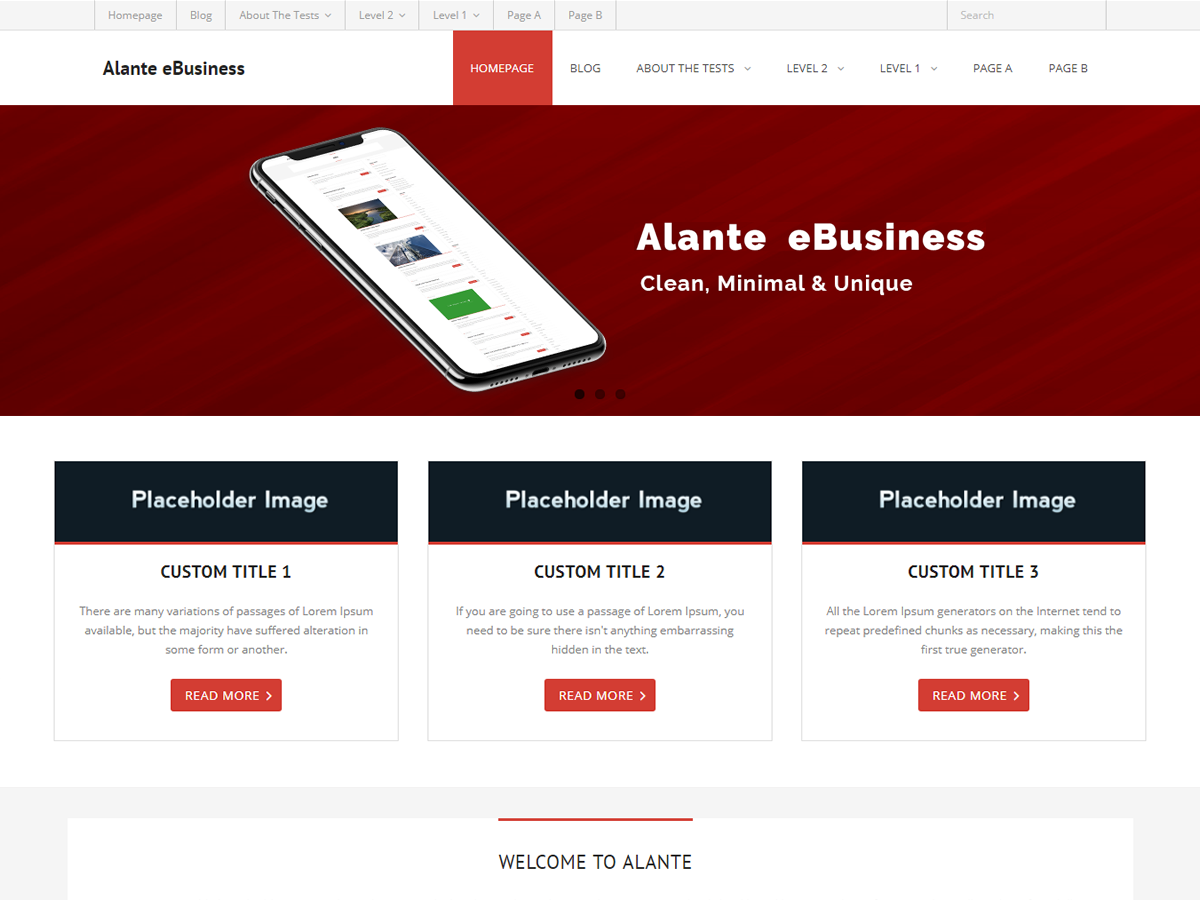 Homepage Blog About The Tests Level 2 Level 1 Page A Page B Search
Alante eBusiness
HOMEPAGE BLOG ABOUT THE TESTS LEVEL 2 LEVEL 1 PAGE A PAGE B
Alante eBusiness
Clean, Minimal & Unique
Placeholder Image
CUSTOM TITLE 1
There are many variations of passages of Lorem Ipsum
available, but the majority have suffered alteration in
some form or another.
READ MORE
Placeholder Image
CUSTOM TITLE 2
If you are going to use a passage of Lorem Ipsum, you
need to be sure there isn't anything embarrassing
hidden in the text.
READ MORE
Placeholder Image
CUSTOM TITLE 3
All the Lorem Ipsum generators on the Internet tend to
repeat predefined chunks as necessary, making this the
first true generator.
READ MORE
WELCOME TO ALANTE